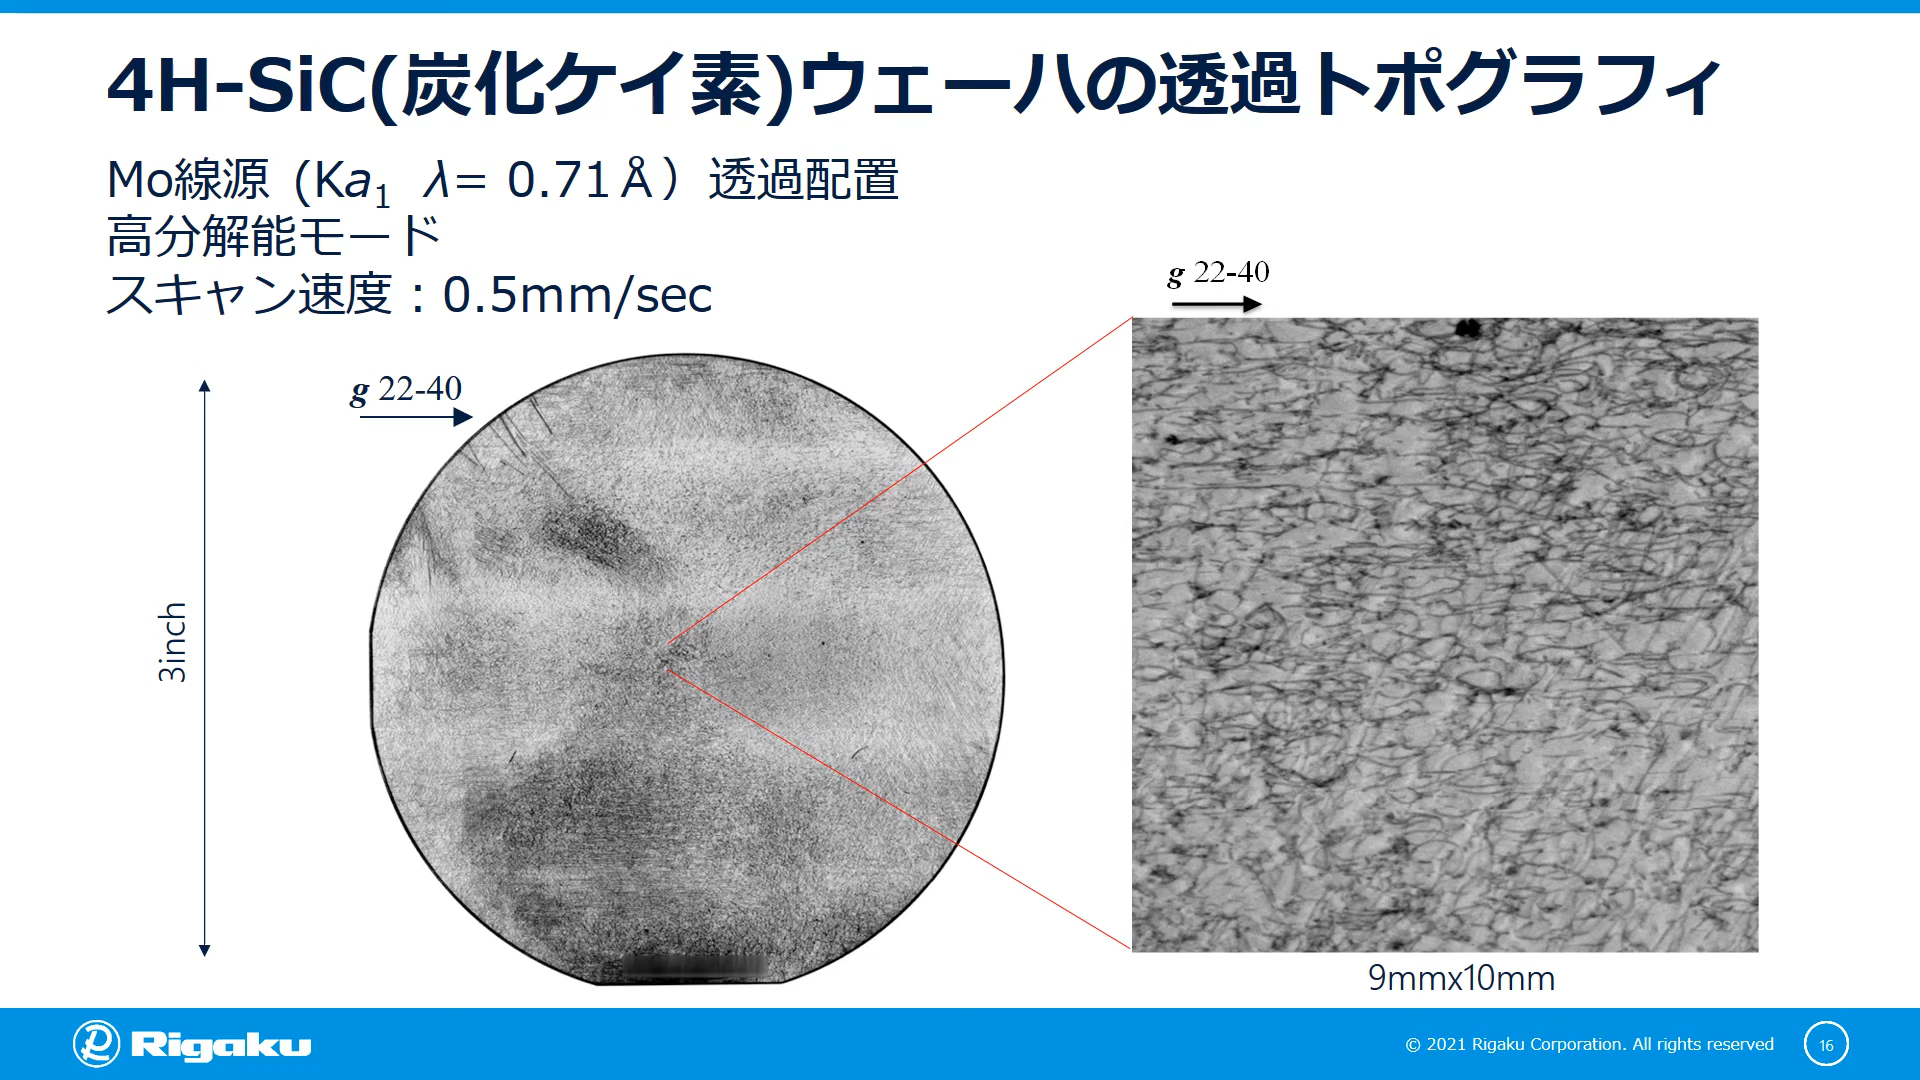 4H-SiC(炭化ケイ素)ウェーハの透過トポグラフィ
Mo線源 (Ka1 λ= 0.71Å）透過配置
高分解能モード
スキャン速度：0.5mm/sec
g 22-40
g 22-40
3inch
9mmx10mm
Rigaku
© 2021 Rigaku Corporation. All rights reserved
16